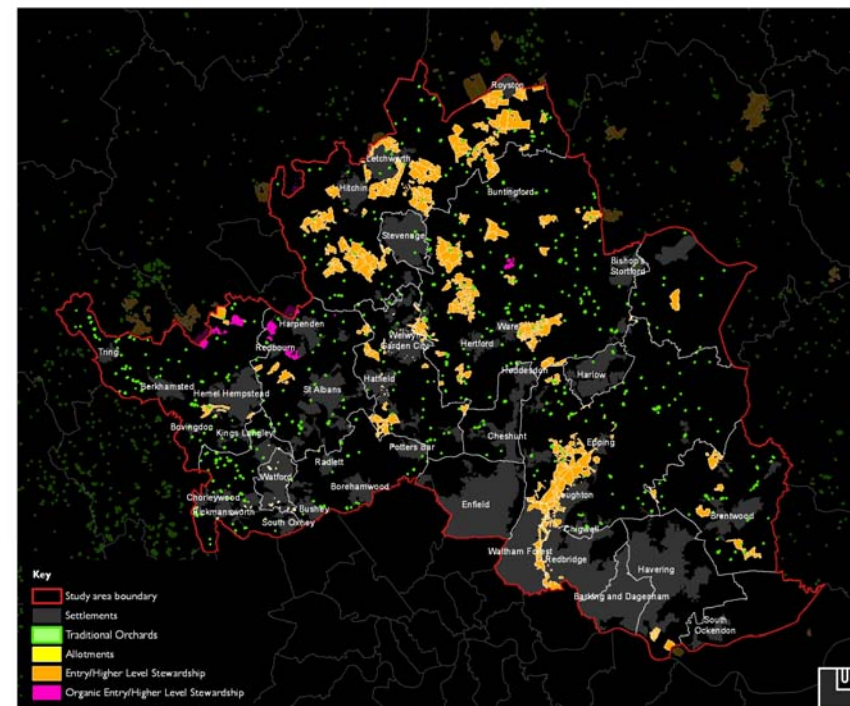 Royston
Letchworth
Hitchin
Buntingford
Stevenage
Bishop's
Stortford
Harpenden
Redbourn
Ware
Welwyn
Garden City
Hertford
Tring
Hoddesdon
Harlow
Berkhamsted
Hemel Hempstead
St Albans
Hatfield
Bovingdon
Kings Langley
Cheshunt
Epping
Potters Bar
Radlett
Watford
Borehamwood
Chorleywood
Rickmansworth
Bushey
South Oxhey
Enfield
Loughton
Chigwell
Brentwood
Waltham Forest
Redbridge
Havering
Barking and Dagenham
South
Ockendon
Key
Study area boundary
Settlements
Traditional Orchards
Allotments
Entry/Higher Level Stewardship
Organic Entry/Higher Level Stewardship